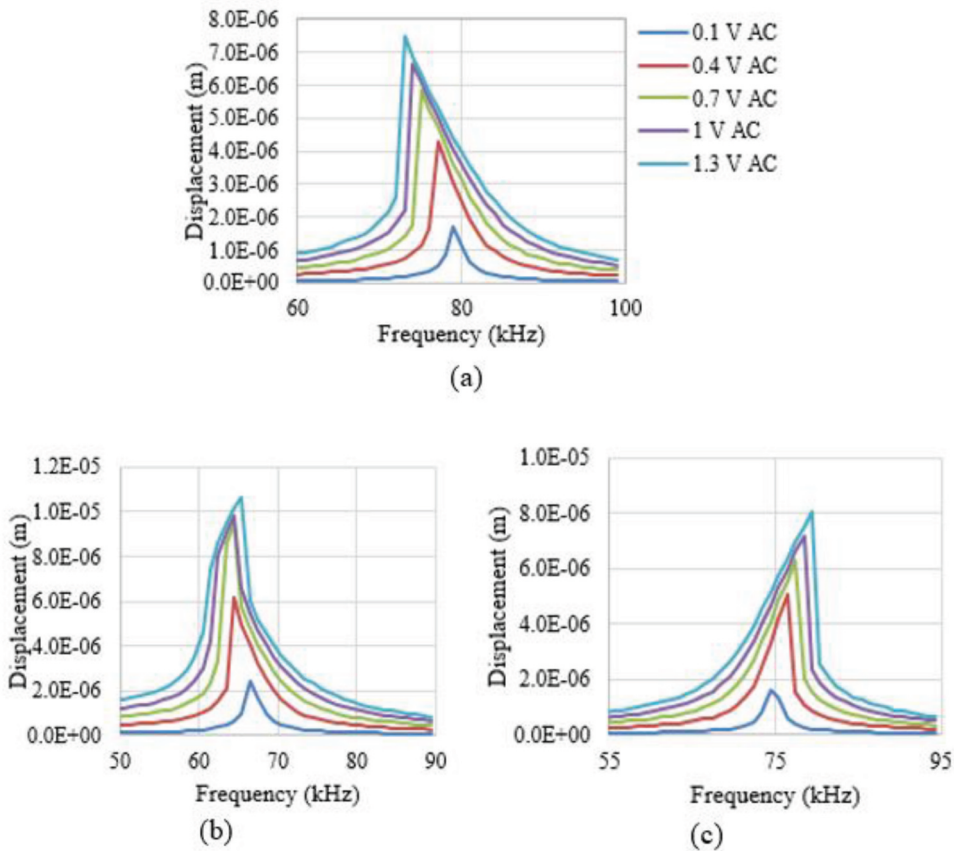 8.0E-06
7.0E-06
6.0E-06
5.0E-06
4.0E-06
3.0E-06
2.0E-06
1.0E-06
0.0E+00
Displacement (m)
60 80 100
Frequency (kHz)
0.1 V AC
0.4 V AC
0.7 V AC
1 V AC
1.3 V AC
(a)
1.2E-05
1.0E-05
8.0E-06
6.0E-06
4.0E-06
2.0E-06
0.0E+00
Displacement (m)
50 60 70 80 90
Frequency (kHz)
(b)
1.0E-05
8.0E-06
6.0E-06
4.0E-06
2.0E-06
0.0E+00
Displacement (m)
55 75 95
Frequency (kHz)
(c)